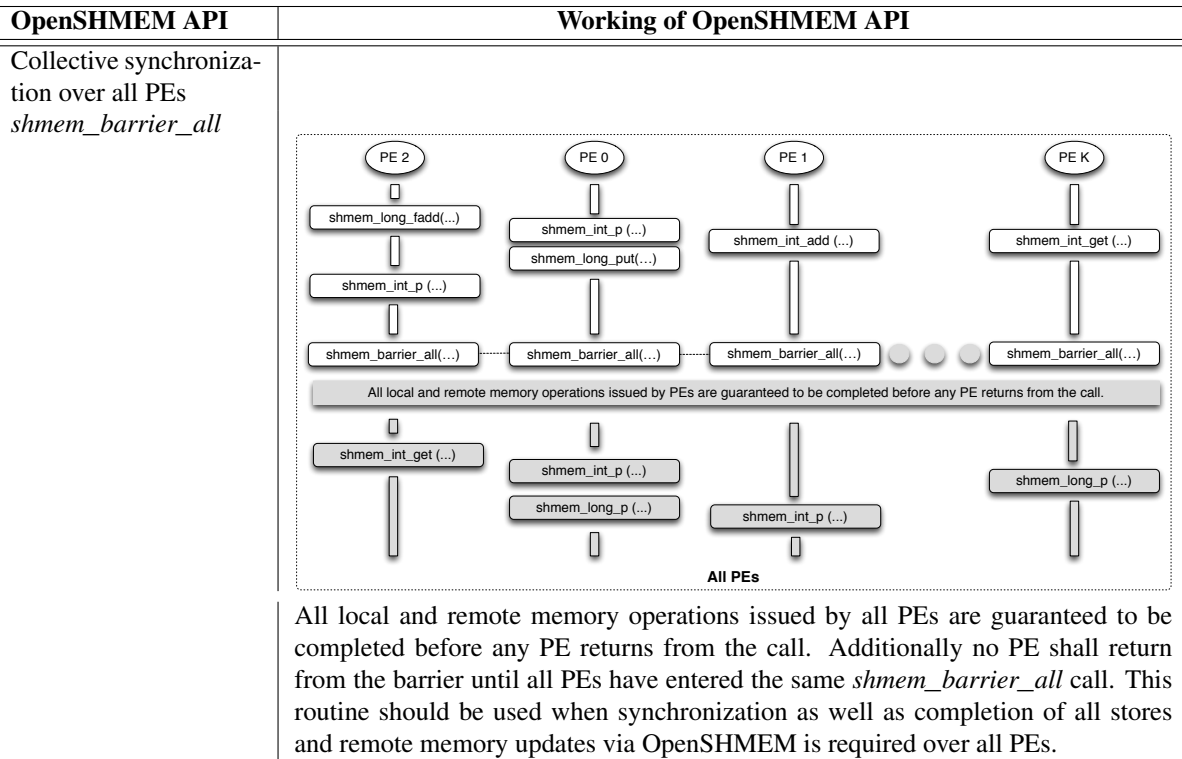 OpenSHMEM API
Working of OpenSHMEM API
Collective synchroniza-
tion over all PEs
shmem_barrier_all
PE 2
PE 0
PE 1
PE K
shmem_long_fadd(...)
shmem_int_p (...)
shmem_int_add (...)
shmem_int_get (...)
shmem_long_put(…)
shmem_int_p (...)
shmem_barrier_all(…)
shmem_barrier_all(…)
shmem_barrier_all(…)
shmem_barrier_all(…)
All local and remote memory operations issued by PEs are guaranteed to be completed before any PE returns from the call.
shmem_int_get (...)
shmem_int_p (...)
shmem_long_p (...)
shmem_long_p (...)
shmem_int_p (...)
All PEs
All local and remote memory operations issued by all PEs are guaranteed to be
completed before any PE returns from the call. Additionally no PE shall return
from the barrier until all PEs have entered the same shmem_barrier_all call. This
routine should be used when synchronization as well as completion of all stores
and remote memory updates via OpenSHMEM is required over all PEs.